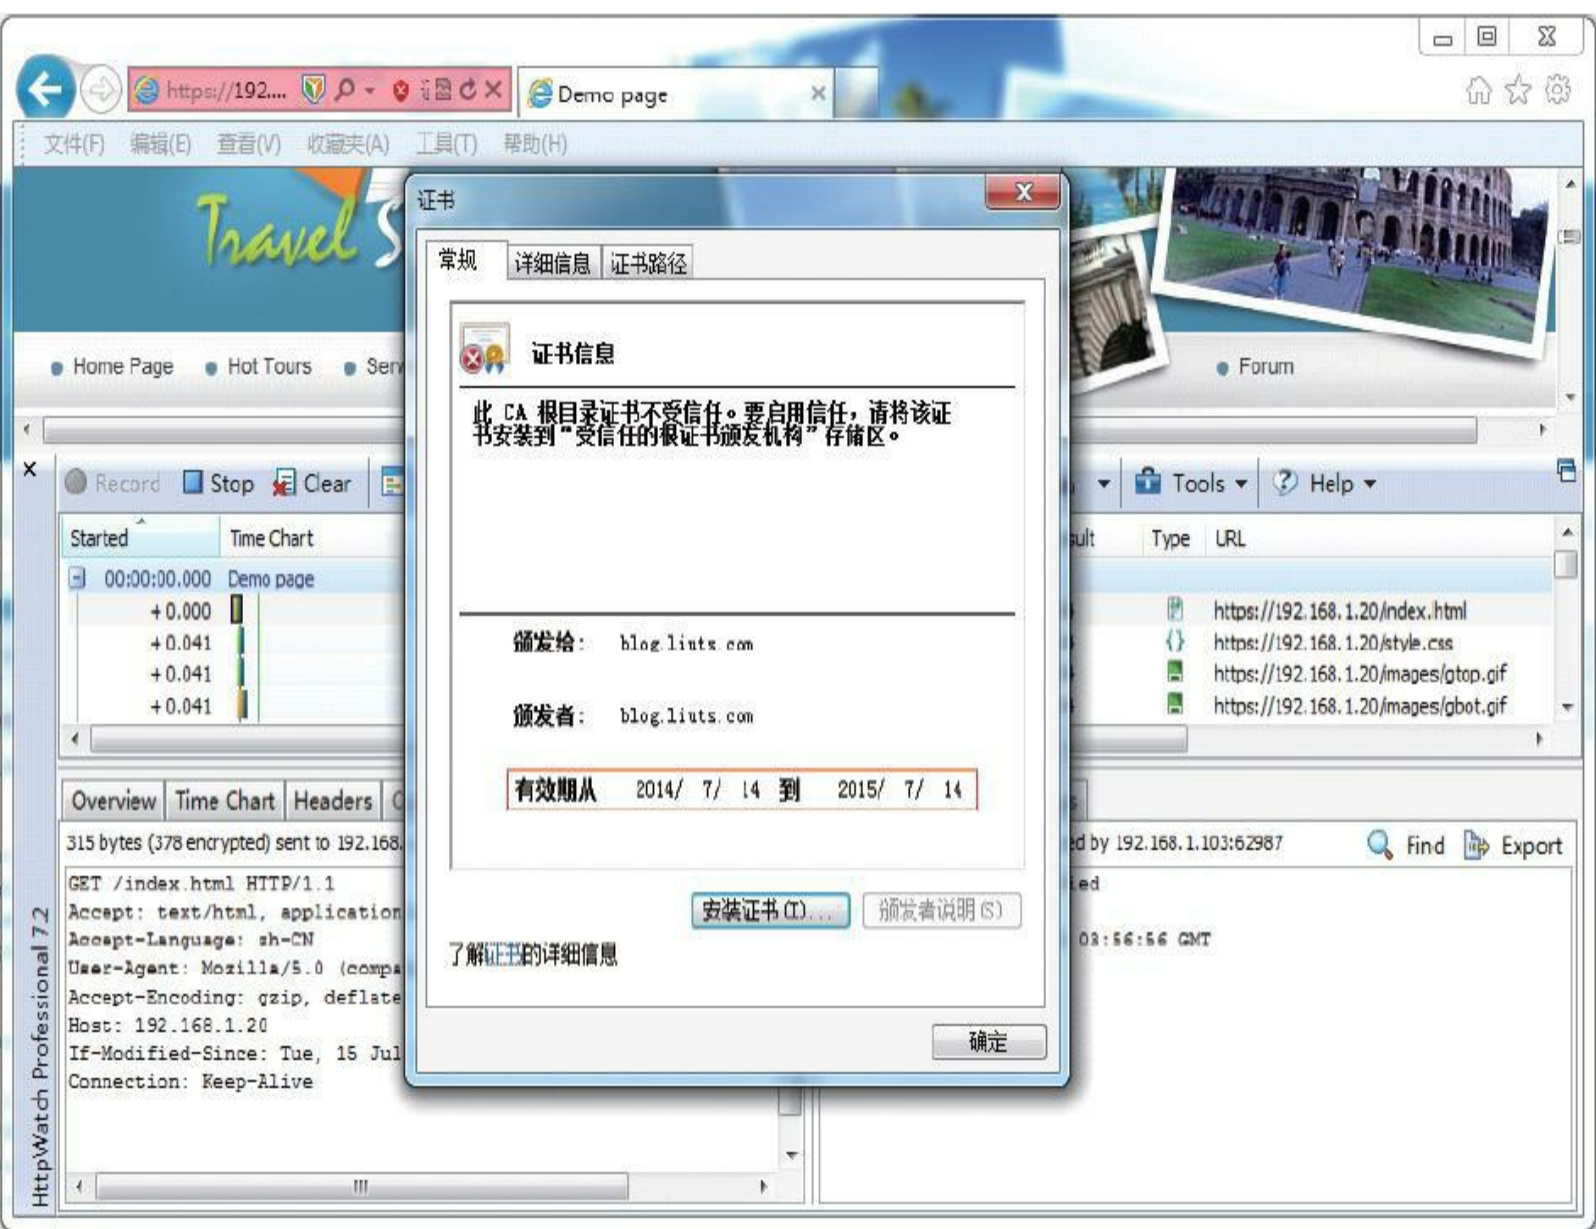 https://192....
Demo page
文件(F) 编辑(E) 查看(V) 收藏夹(A) 工具(T) 帮助(H)
Travel S
Home Page Hot Tours Serv
Forum
证书
常规 详细信息 证书路径
证书信息
此 CA 根目录证书不受信任。要启用信任，请将该证
书安装到“受信任的根证书颁发机构”存储区。
颁发给: blog.liuts.com
颁发者: blog.liuts.com
有效期从 2014/ 7/ 14 到 2015/ 7/ 14
安装证书(I)... 颁发者说明(S)
了解证书的详细信息
确定
Record Stop Clear
Tools Help
Started Time Chart
sult Type URL
00:00:00.000 Demo page
+ 0.000
https://192.168.1.20/index.html
+ 0.041
https://192.168.1.20/style.css
+ 0.041
https://192.168.1.20/images/gtop.gif
+ 0.041
https://192.168.1.20/images/gbot.gif
Overview Time Chart Headers C
s
315 bytes (378 encrypted) sent to 192.168.
ed by 192.168.1.103:62987
Find Export
GET /index.html HTTP/1.1
Accept: text/html, application
Accept-Language: zh-CN
User-Agent: Mozilla/5.0 (compa
Accept-Encoding: gzip, deflate
Host: 192.168.1.20
If-Modified-Since: Tue, 15 Jul
Connection: Keep-Alive
ied
03:56:56 GMT
HttpWatch Professional 7.2